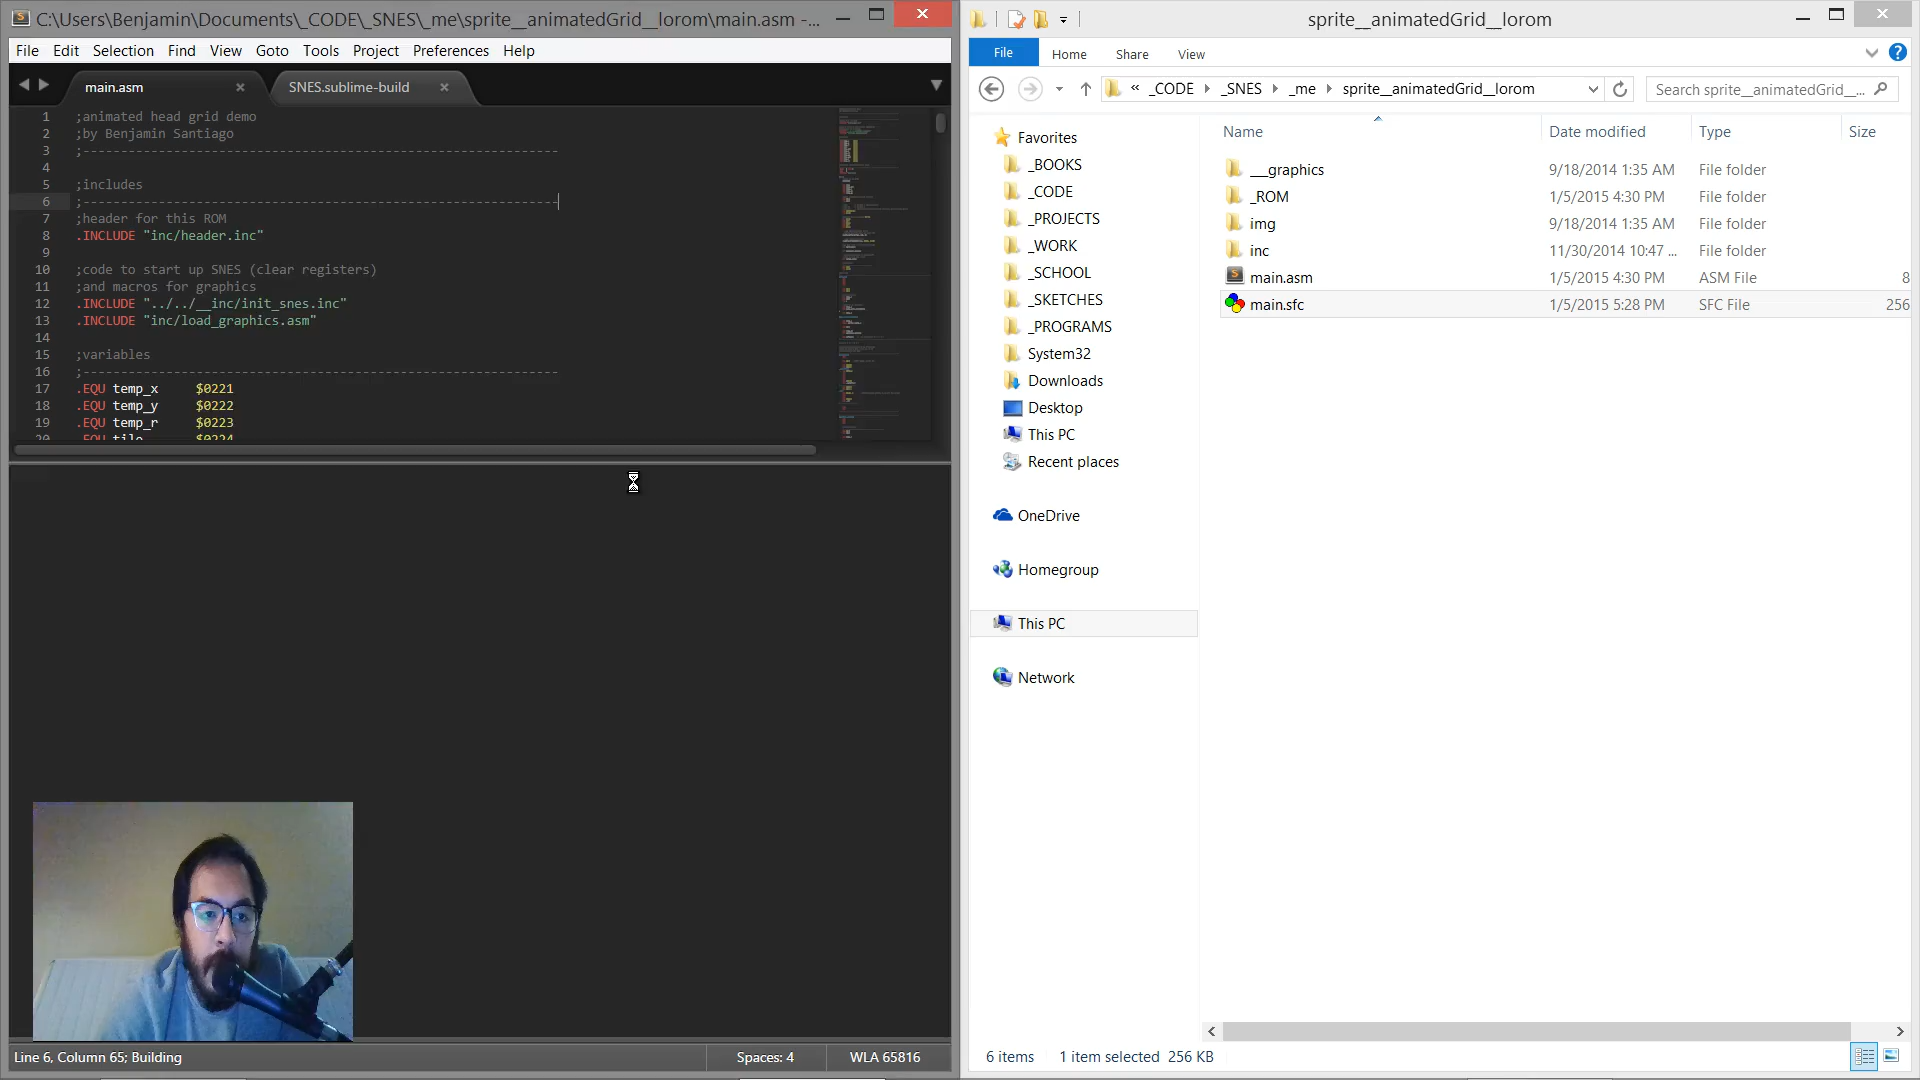 C:\Users\Benjamin\Documents\_CODE\_SNES\_me\sprite__animatedGrid__lorom\main.asm -...
File Edit Selection Find View Goto Tools Project Preferences Help
main.asm
SNES.sublime-build
1 ;animated head grid demo
2 ;by Benjamin Santiago
3 ;---------------------------------------------------------------
4
5 ;includes
6 ;---------------------------------------------------------------
7 ;header for this ROM
8 .INCLUDE "inc/header.inc"
9
10 ;code to start up SNES (clear registers)
11 ;and macros for graphics
12 .INCLUDE "../../__inc/init_snes.inc"
13 .INCLUDE "inc/load_graphics.asm"
14
15 ;variables
16 ;---------------------------------------------------------------
17 .EQU temp_x $0221
18 .EQU temp_y $0222
19 .EQU temp_r $0223
20 .EQU tile $0224
Line 6, Column 65; Building
Spaces: 4
WLA 65816
sprite__animatedGrid__lorom
File Home Share View
« _CODE _SNES _me sprite__animatedGrid__lorom
Search sprite__animatedGrid__...
Favorites
_BOOKS
_CODE
_PROJECTS
_WORK
_SCHOOL
_SKETCHES
_PROGRAMS
System32
Downloads
Desktop
This PC
Recent places
OneDrive
Homegroup
This PC
Network
Name Date modified Type Size
___graphics 9/18/2014 1:35 AM File folder
_ROM 1/5/2015 4:30 PM File folder
img 9/18/2014 1:35 AM File folder
inc 11/30/2014 10:47 ... File folder
main.asm 1/5/2015 4:30 PM ASM File 8
main.sfc 1/5/2015 5:28 PM SFC File 256
6 items 1 item selected 256 KB